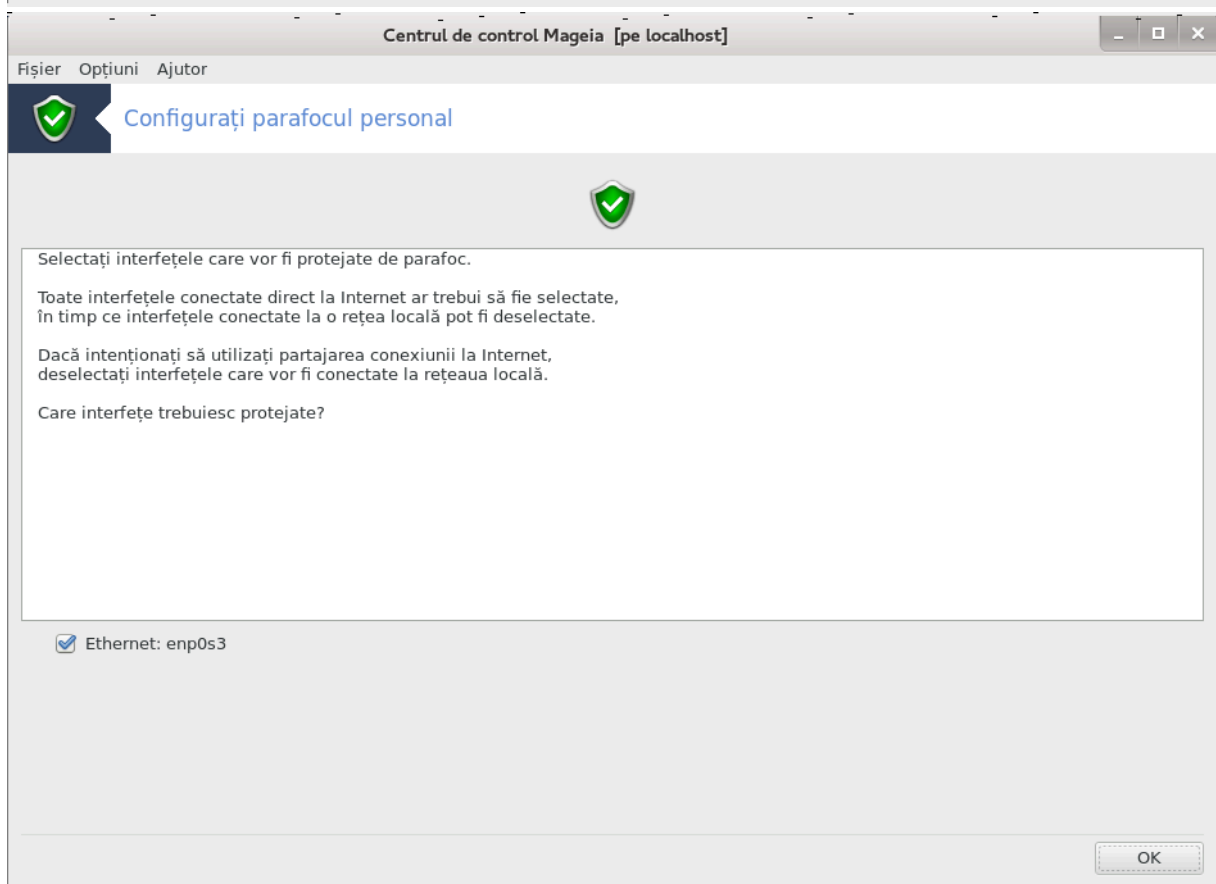 Centrul de control Mageia [pe localhost]
Fișier Opțiuni Ajutor
Configurați parafocul personal
Selectați interfețele care vor fi protejate de parafoc.
Toate interfețele conectate direct la Internet ar trebui să fie selectate,
în timp ce interfețele conectate la o rețea locală pot fi deselectate.
Dacă intenționați să utilizați partajarea conexiunii la Internet,
deselectați interfețele care vor fi conectate la rețeaua locală.
Care interfețe trebuiesc protejate?
Ethernet: enp0s3
OK